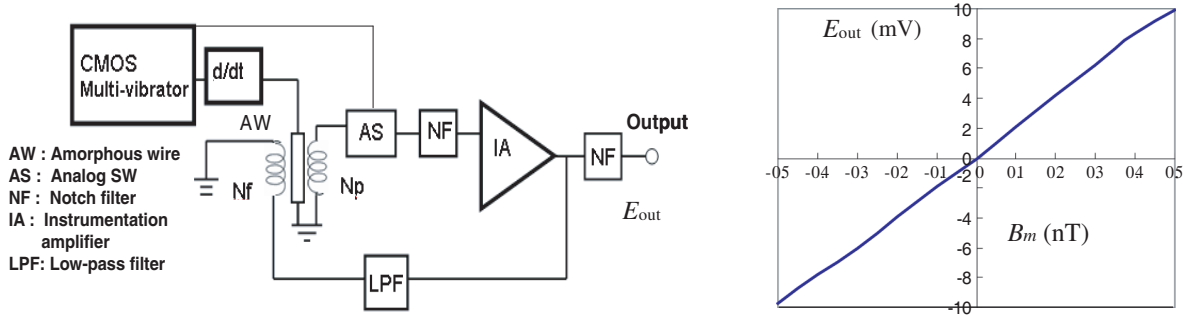 CMOS
Multi-vibrator
d/dt
AW
AS
NF
IA
NF
Output
Nf
Np
LPF
E out
AW : Amorphous wire
AS : Analog SW
NF : Notch filter
IA : Instrumentation
amplifier
LPF: Low-pass filter
E out (mV)
10
8
6
4
2
0
-2
-4
-6
-8
-10
-05 -04 -03 -02 -01 0 01 02 03 04 05
Bm (nT)